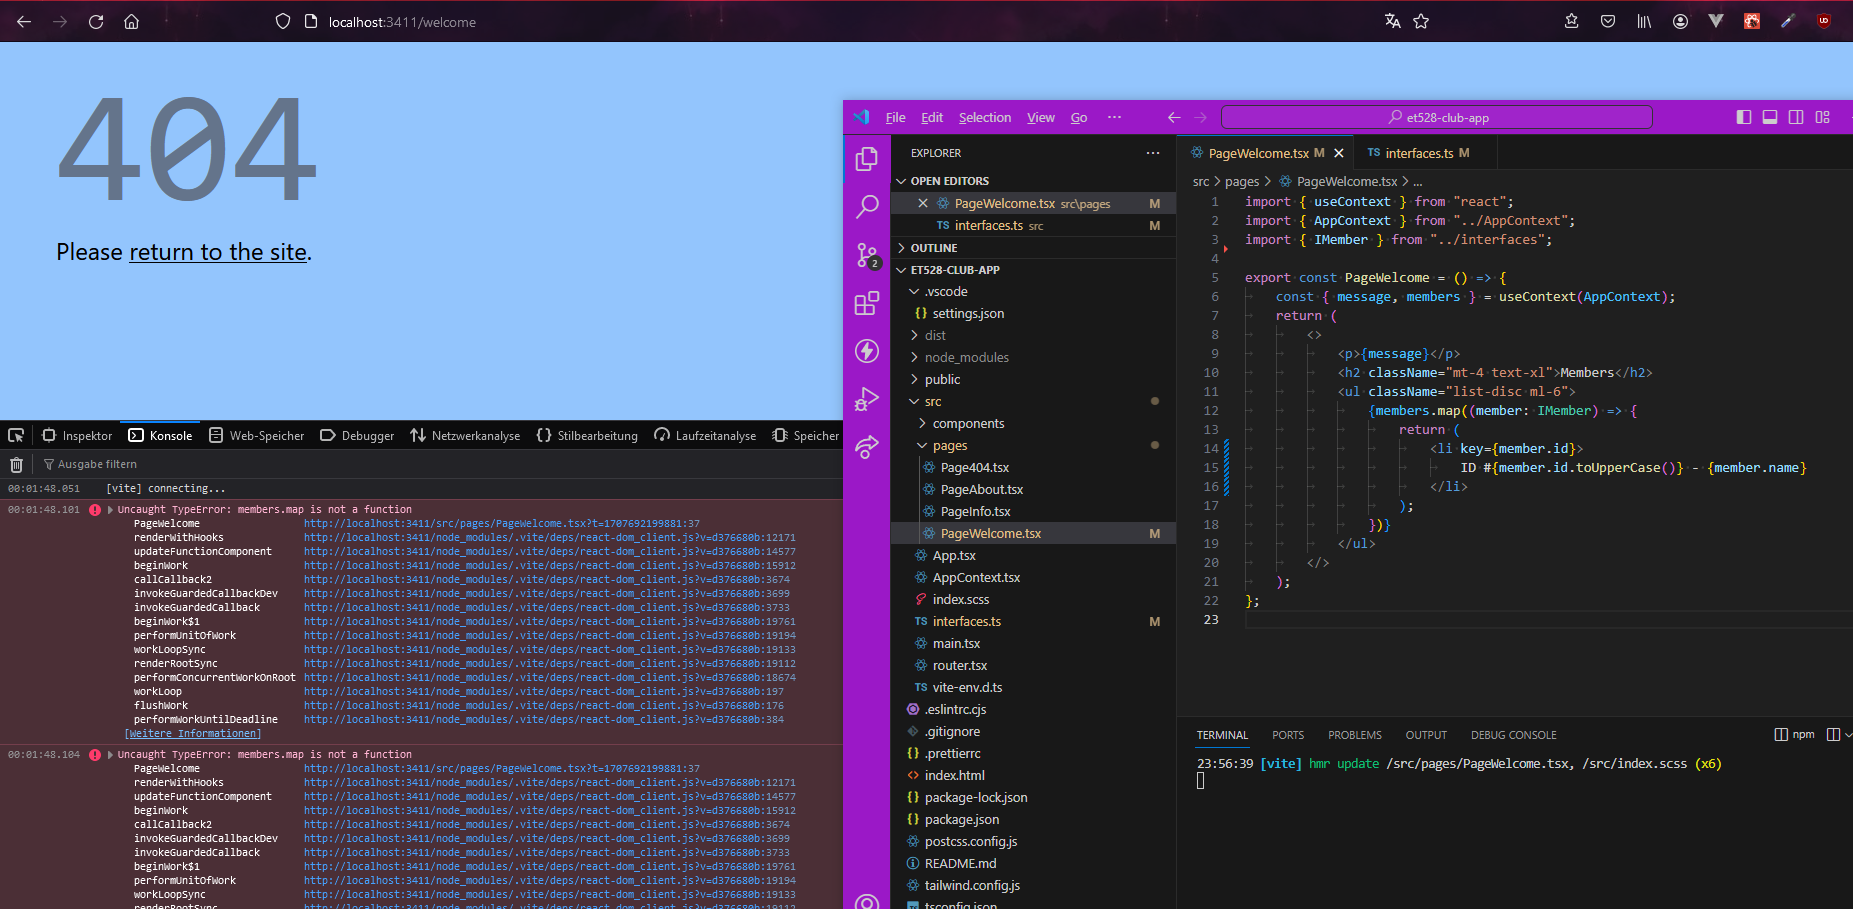 localhost:3411/welcome
404
Please return to the site.
Inspektor
Konsole
Web-Speicher
Debugger
Netzwerkanalyse
Stilbearbeitung
Laufzeitanalyse
Speicher
Ausgabe filtern
00:01:48.051 [vite] connecting...
00:01:48.101 Uncaught TypeError: members.map is not a function
PageWelcome http://localhost:3411/src/pages/PageWelcome.tsx?t=1707692199881:37
renderWithHooks http://localhost:3411/node_modules/.vite/deps/react-dom_client.js?v=d376680b:12171
updateFunctionComponent http://localhost:3411/node_modules/.vite/deps/react-dom_client.js?v=d376680b:14577
beginWork http://localhost:3411/node_modules/.vite/deps/react-dom_client.js?v=d376680b:15912
callCallback2 http://localhost:3411/node_modules/.vite/deps/react-dom_client.js?v=d376680b:3674
invokeGuardedCallbackDev http://localhost:3411/node_modules/.vite/deps/react-dom_client.js?v=d376680b:3699
invokeGuardedCallback http://localhost:3411/node_modules/.vite/deps/react-dom_client.js?v=d376680b:3733
beginWork$1 http://localhost:3411/node_modules/.vite/deps/react-dom_client.js?v=d376680b:19761
performUnitOfWork http://localhost:3411/node_modules/.vite/deps/react-dom_client.js?v=d376680b:19194
workLoopSync http://localhost:3411/node_modules/.vite/deps/react-dom_client.js?v=d376680b:19133
renderRootSync http://localhost:3411/node_modules/.vite/deps/react-dom_client.js?v=d376680b:19112
performConcurrentWorkOnRoot http://localhost:3411/node_modules/.vite/deps/react-dom_client.js?v=d376680b:18674
workLoop http://localhost:3411/node_modules/.vite/deps/react-dom_client.js?v=d376680b:197
flushWork http://localhost:3411/node_modules/.vite/deps/react-dom_client.js?v=d376680b:176
performWorkUntilDeadline http://localhost:3411/node_modules/.vite/deps/react-dom_client.js?v=d376680b:384
[Weitere Informationen]
00:01:48.104 Uncaught TypeError: members.map is not a function
PageWelcome http://localhost:3411/src/pages/PageWelcome.tsx?t=1707692199881:37
renderWithHooks http://localhost:3411/node_modules/.vite/deps/react-dom_client.js?v=d376680b:12171
updateFunctionComponent http://localhost:3411/node_modules/.vite/deps/react-dom_client.js?v=d376680b:14577
beginWork http://localhost:3411/node_modules/.vite/deps/react-dom_client.js?v=d376680b:15912
callCallback2 http://localhost:3411/node_modules/.vite/deps/react-dom_client.js?v=d376680b:3674
invokeGuardedCallbackDev http://localhost:3411/node_modules/.vite/deps/react-dom_client.js?v=d376680b:3699
invokeGuardedCallback http://localhost:3411/node_modules/.vite/deps/react-dom_client.js?v=d376680b:3733
beginWork$1 http://localhost:3411/node_modules/.vite/deps/react-dom_client.js?v=d376680b:19761
performUnitOfWork http://localhost:3411/node_modules/.vite/deps/react-dom_client.js?v=d376680b:19194
workLoopSync http://localhost:3411/node_modules/.vite/deps/react-dom_client.js?v=d376680b:19133
renderRootSync http://localhost:3411/node_modules/.vite/deps/react-dom_client.js?v=d376680b:19112
File Edit Selection View Go ···
et528-club-app
EXPLORER
OPEN EDITORS
PageWelcome.tsx src\pages M
interfaces.ts src M
OUTLINE
2
ET528-CLUB-APP
.vscode
settings.json
dist
node_modules
public
src
components
pages
Page404.tsx
PageAbout.tsx
PageInfo.tsx
PageWelcome.tsx M
App.tsx
AppContext.tsx
index.scss
interfaces.ts M
main.tsx
router.tsx
vite-env.d.ts
.eslintrc.cjs
.gitignore
.prettierrc
index.html
package-lock.json
package.json
postcss.config.js
README.md
tailwind.config.js
tsconfig.json
PageWelcome.tsx M
interfaces.ts M
src > pages > PageWelcome.tsx > ...
1 import { useContext } from "react";
2 import { AppContext } from "../AppContext";
3 import { IMember } from "../interfaces";
4
5 export const PageWelcome = () => {
6 const { message, members } = useContext(AppContext);
7 return (
8 <>
9 <p>{message}</p>
10 <h2 className="mt-4 text-xl">Members</h2>
11 <ul className="list-disc ml-6">
12 {members.map((member: IMember) => {
13 return (
14 <li key={member.id}>
15 ID #{member.id.toUpperCase()} - {member.name}
16 </li>
17 );
18 })}
19 </ul>
20 </>
21 );
22 };
23
TERMINAL PORTS PROBLEMS OUTPUT DEBUG CONSOLE
npm
23:56:39 [vite] hmr update /src/pages/PageWelcome.tsx, /src/index.scss (x6)